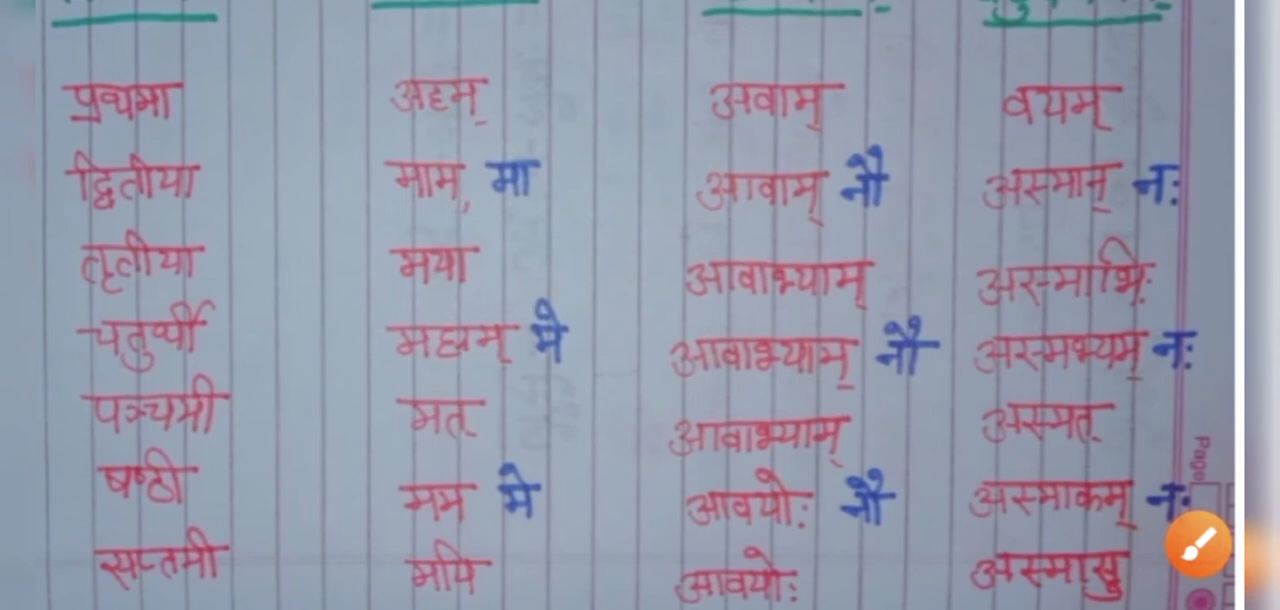 प्रथमा अहम् अवाम् वयम्
द्वितीया माम्, मा आवाम् नौ अस्मान् नः
तृतीया मया आवाभ्याम् अस्माभिः
चतुर्थी मह्यम् मे आवाभ्याम् नौ अस्मभ्यम् नः
पञ्चमी मत् आवाभ्याम् अस्मत्
षष्ठी मम मे आवयोः नौ अस्माकम् नः
सप्तमी मयि आवयोः अस्मासु
Page